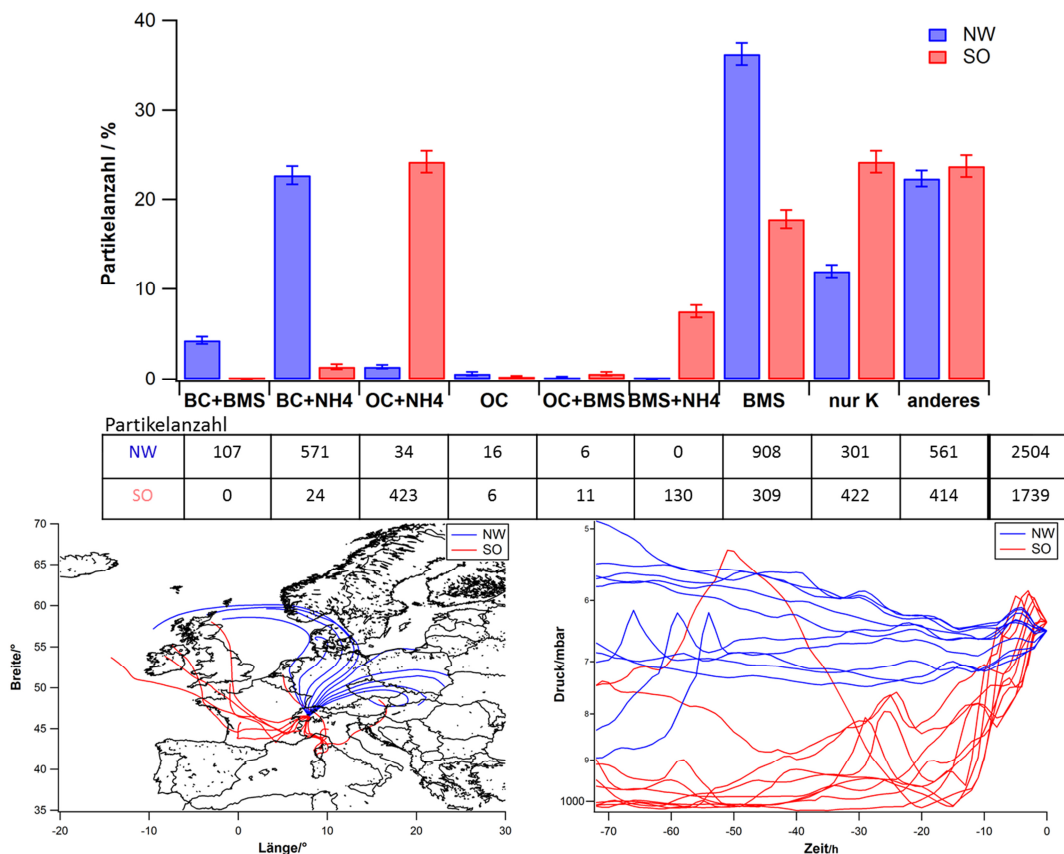 40
30
20
10
0
Partikelanzahl / %
NW
SO
BC+BMS BC+NH4 OC+NH4 OC OC+BMS BMS+NH4 BMS nur K anderes
Partikelanzahl
NW 107 571 34 16 6 0 908 301 561 2504
SO 0 24 423 6 11 130 309 422 414 1739
70
65
60
55
50
45
40
35
Breite/°
NW
SO
-20 -10 0 10 20 30
Länge/°
5
6
7
8
9
1000
Druck/mbar
NW
SO
-70 -60 -50 -40 -30 -20 -10 0
Zeit/h